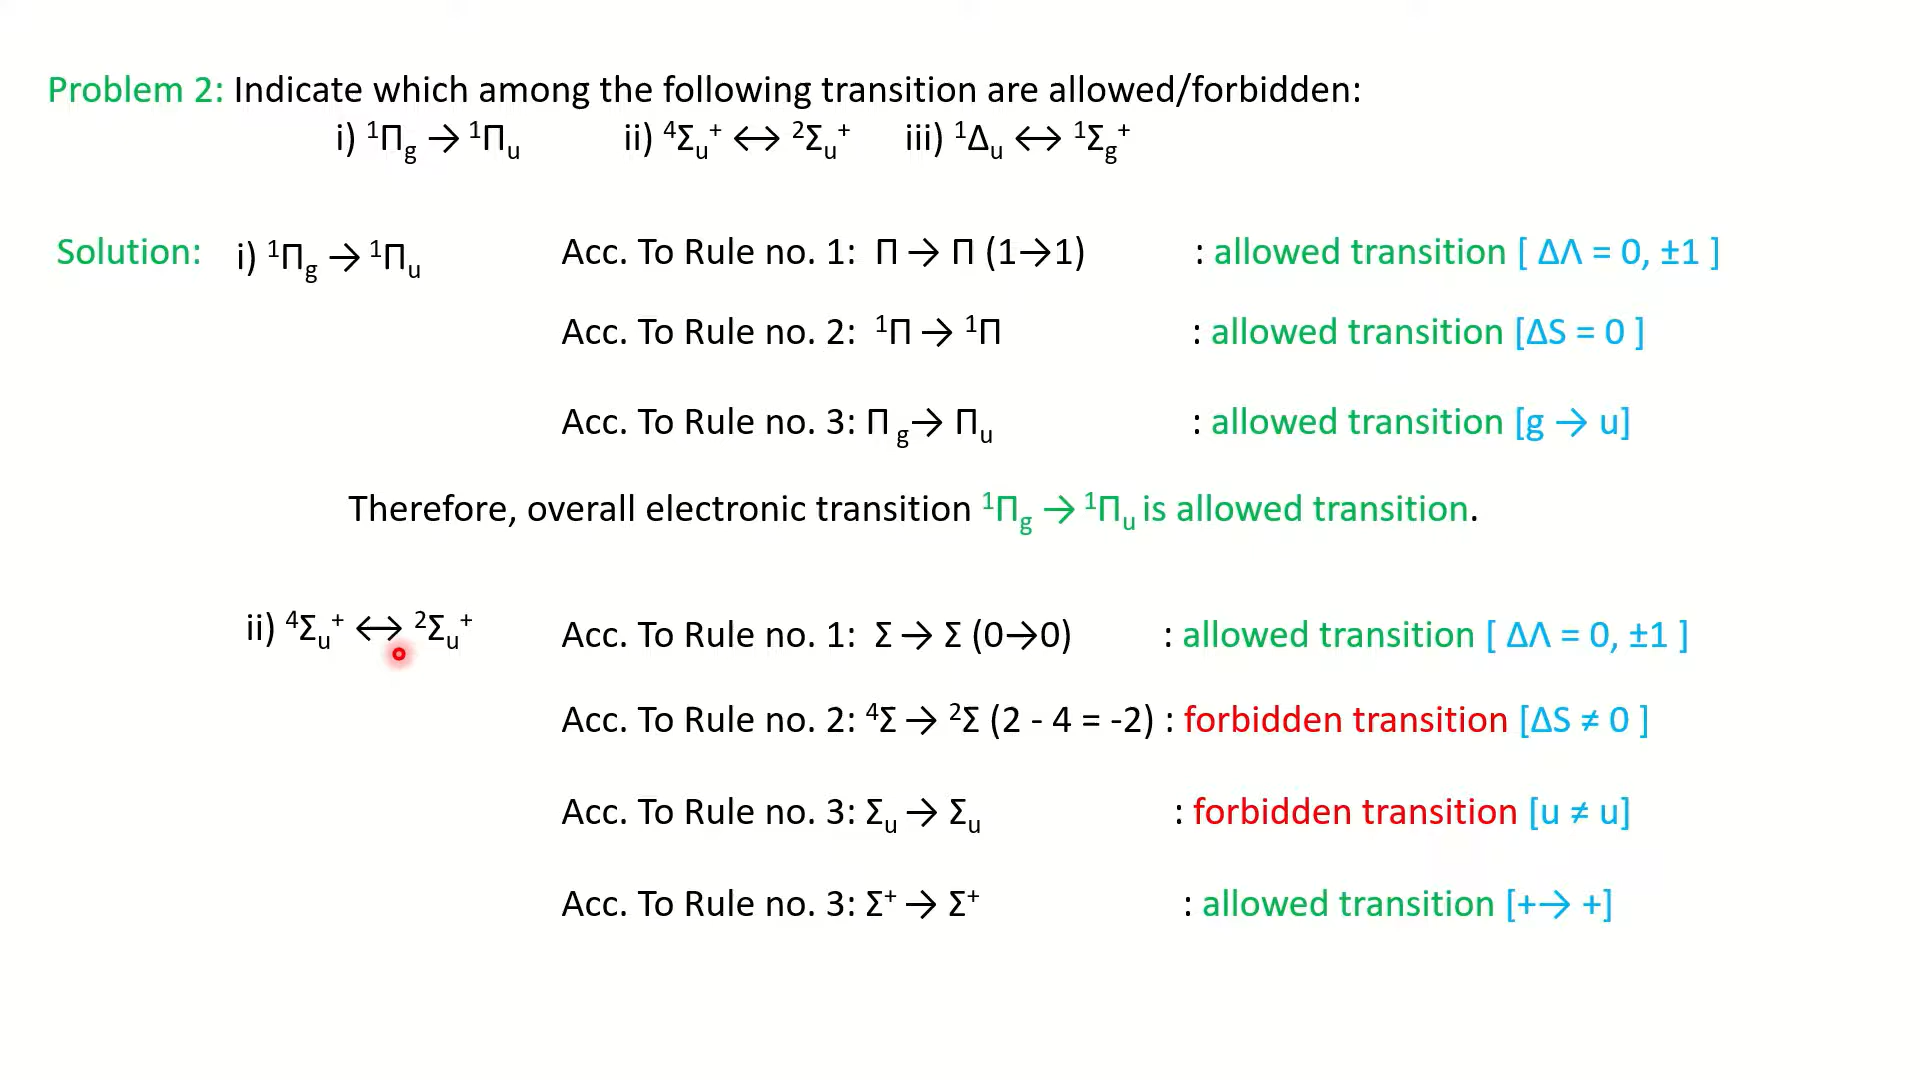 Problem 2: Indicate which among the following transition are allowed/forbidden:
i) ¹Πg → ¹Πu ii) ⁴Σu⁺ ↔ ²Σu⁺ iii) ¹Δu ↔ ¹Σg⁺
Solution: i) ¹Πg → ¹Πu Acc. To Rule no. 1: Π → Π (1→1) : allowed transition [ ΔΛ = 0, ±1 ]
Acc. To Rule no. 2: ¹Π → ¹Π : allowed transition [ΔS = 0 ]
Acc. To Rule no. 3: Π g→ Πu : allowed transition [g → u]
Therefore, overall electronic transition ¹Πg → ¹Πu is allowed transition.
ii) ⁴Σu⁺ ↔ ²Σu⁺ Acc. To Rule no. 1: Σ → Σ (0→0) : allowed transition [ ΔΛ = 0, ±1 ]
Acc. To Rule no. 2: ⁴Σ → ²Σ (2 - 4 = -2) : forbidden transition [ΔS ≠ 0 ]
Acc. To Rule no. 3: Σu → Σu : forbidden transition [u ≠ u]
Acc. To Rule no. 3: Σ⁺ → Σ⁺ : allowed transition [+→ +]